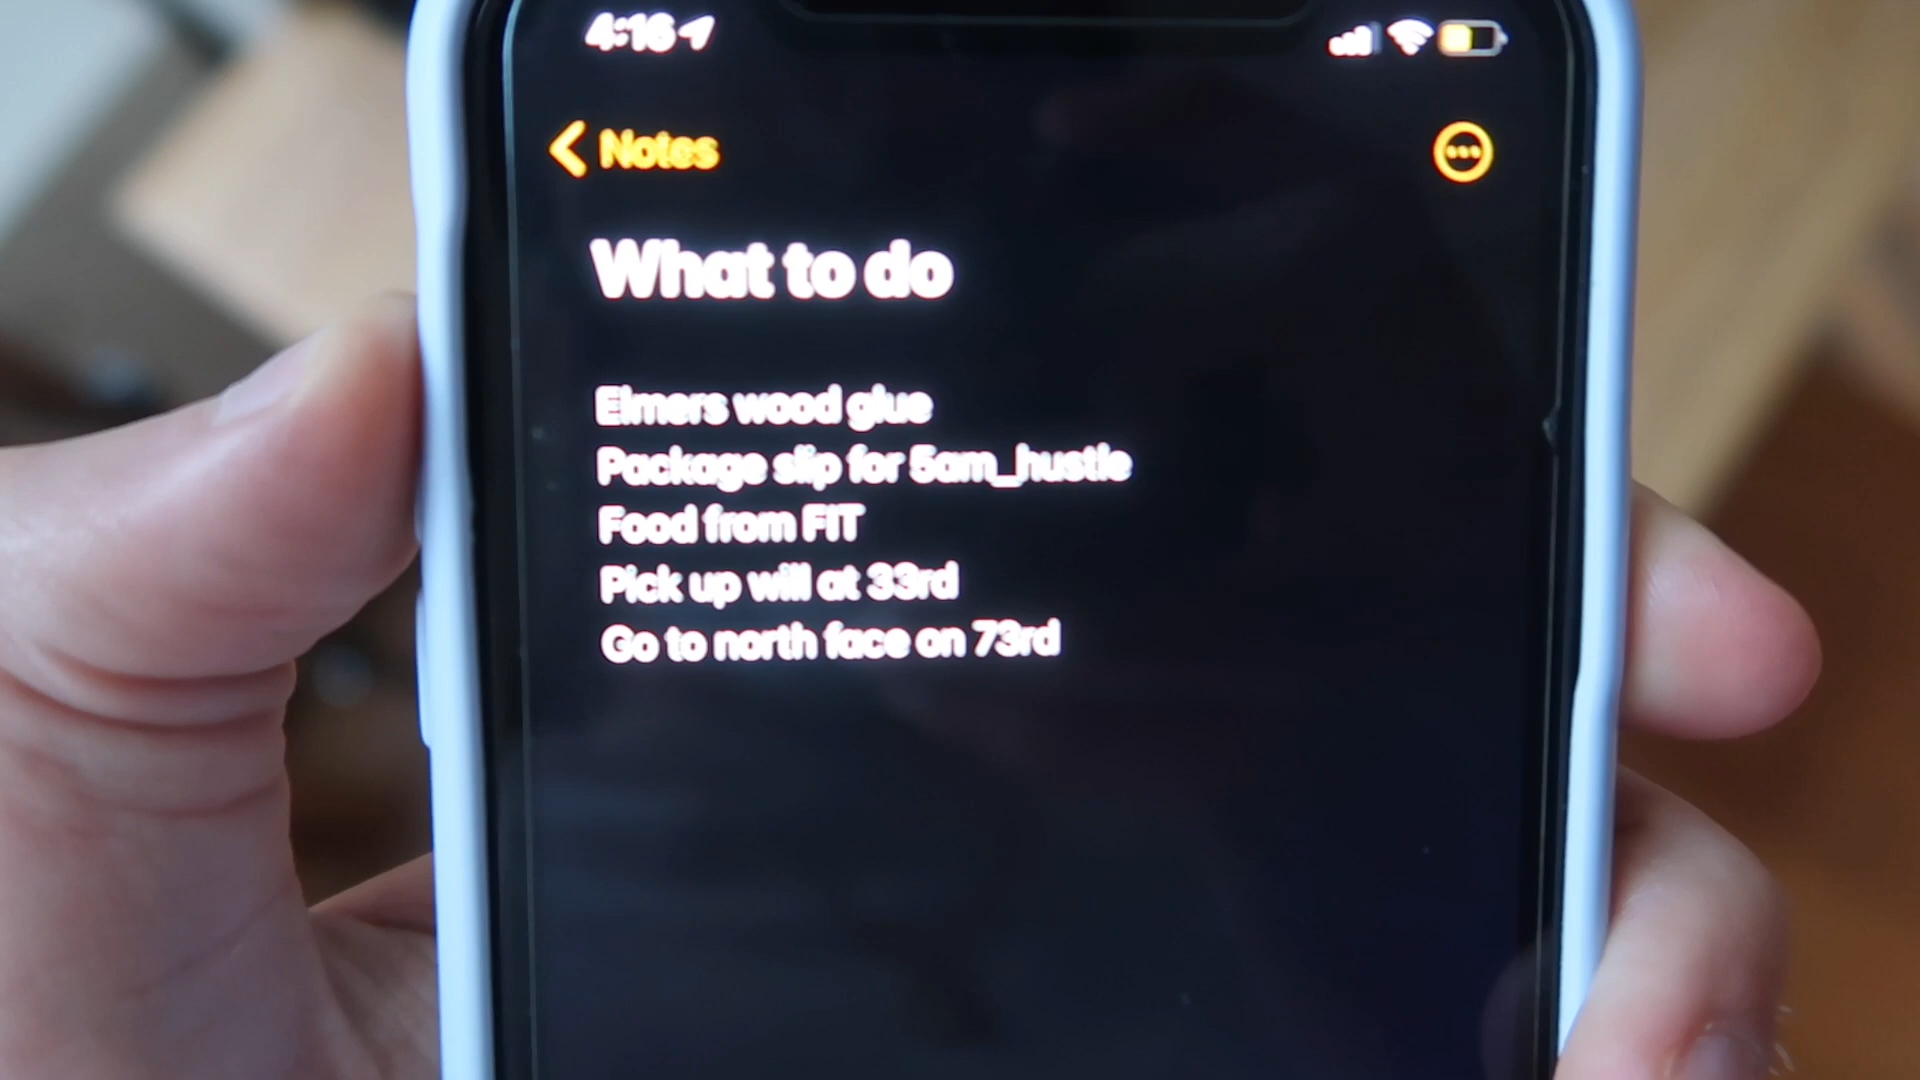 4:16
Notes
What to do
Elmers wood glue
Package slip for 5am_hustle
Food from FIT
Pick up will at 33rd
Go to north face on 73rd